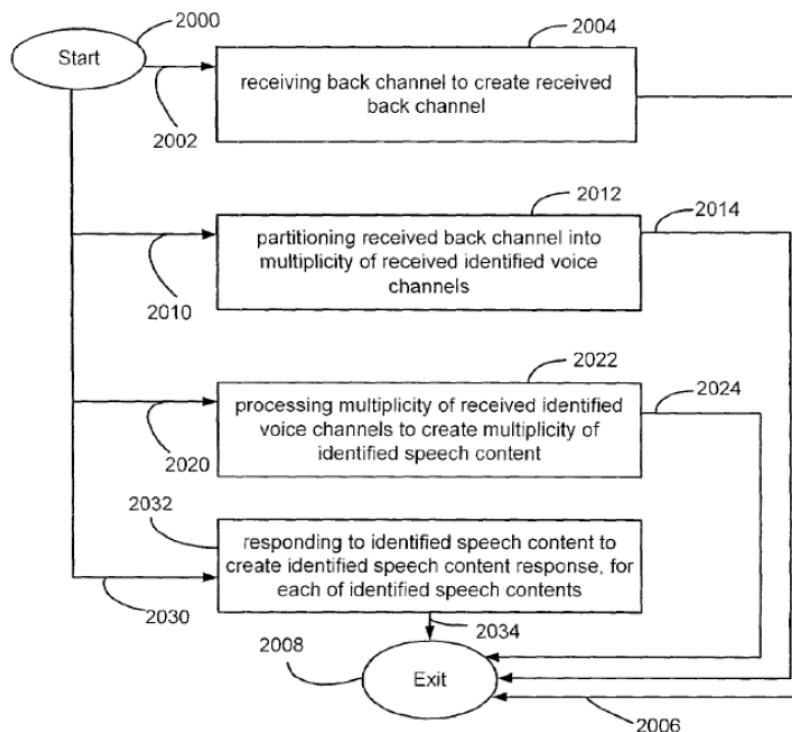 2000
Start
2002
2004
receiving back channel to create received
back channel
2012
2014
partitioning received back channel into
multiplicity of received identified voice
channels
2010
2022
2024
processing multiplicity of received identified
voice channels to create multiplicity of
identified speech content
2020
2032
responding to identified speech content to
create identified speech content response, for
each of identified speech contents
2030
2034
2008
Exit
2006